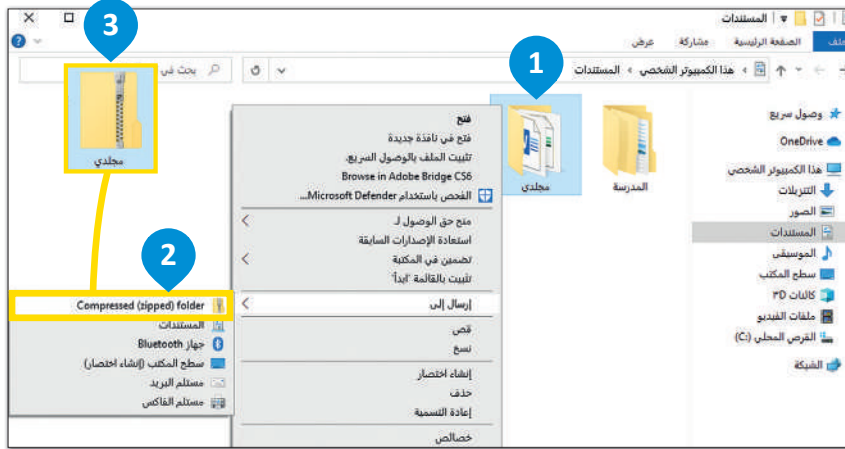 المستندات
ملف
الصفحة الرئيسية
مشاركة
عرض
هذا الكمبيوتر الشخصي › المستندات
بحث في
1
2
3
وصول سريع
OneDrive
هذا الكمبيوتر الشخصي
التنزيلات
الصور
المستندات
الموسيقى
سطح المكتب
كائنات ٣D
ملفات الفيديو
القرص المحلي (C:)
الشبكة
المدرسة
مجلدي
مجلدي
فتح
فتح في نافذة جديدة
تثبيت الملف بالوصول السريع.
Browse in Adobe Bridge CS6
الفحص باستخدام Microsoft Defender...
منح حق الوصول لـ
استعادة الإصدارات السابقة
تضمين في المكتبة
تثبيت بالقائمة "ابدأ"
إرسال إلى
قص
نسخ
إنشاء اختصار
حذف
إعادة التسمية
خصائص
Compressed (zipped) folder
المستندات
جهاز Bluetooth
سطح المكتب (إنشاء اختصار)
مستلم البريد
مستلم الفاكس